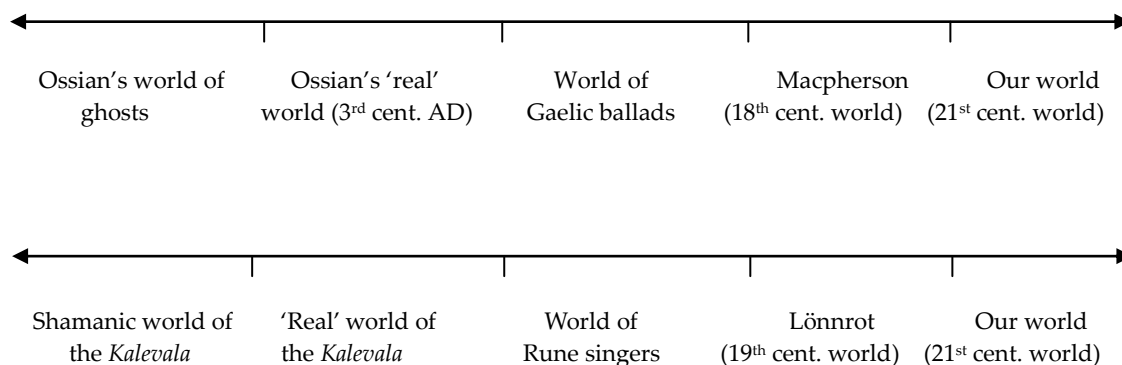 Ossian’s world of Ossian’s ‘real’ World of Macpherson Our world
ghosts world (3rd cent. AD) Gaelic ballads (18th cent. world) (21st cent. world)
Shamanic world of ‘Real’ world of World of Lönnrot Our world
the Kalevala the Kalevala Rune singers (19th cent. world) (21st cent. world)